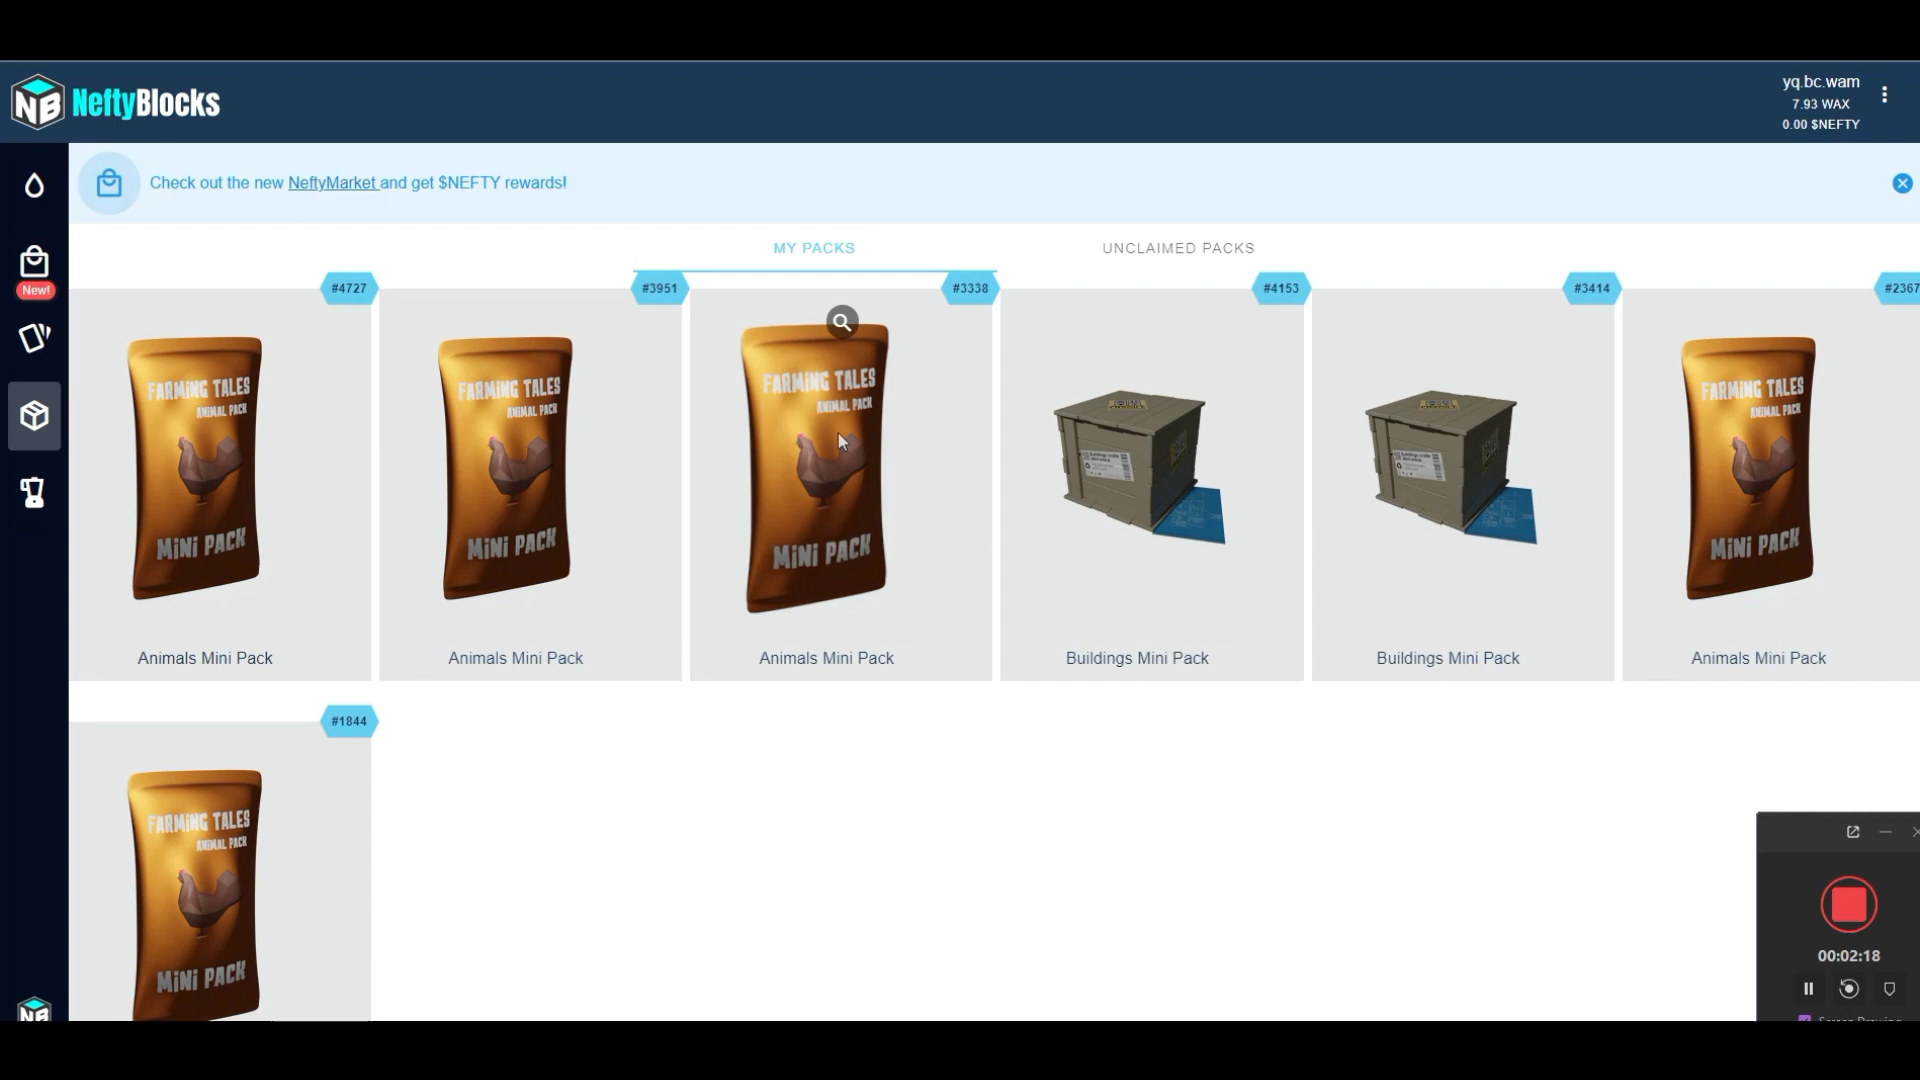 NB NeftyBlocks
yq.bc.wam
7.93 WAX
0.00 $NEFTY
Check out the new NeftyMarket and get $NEFTY rewards!
New!
MY PACKS
UNCLAIMED PACKS
#4727
#3951
#3338
#4153
#3414
#2367
FARMING TALES
ANIMAL PACK
MINI PACK
FARMING TALES
ANIMAL PACK
MINI PACK
FARMING TALES
ANIMAL PACK
MINI PACK
FARMING TALES
ANIMAL PACK
MINI PACK
Animals Mini Pack
Animals Mini Pack
Animals Mini Pack
Buildings Mini Pack
Buildings Mini Pack
Animals Mini Pack
#1844
FARMING TALES
ANIMAL PACK
MINI PACK
00:02:18
NB